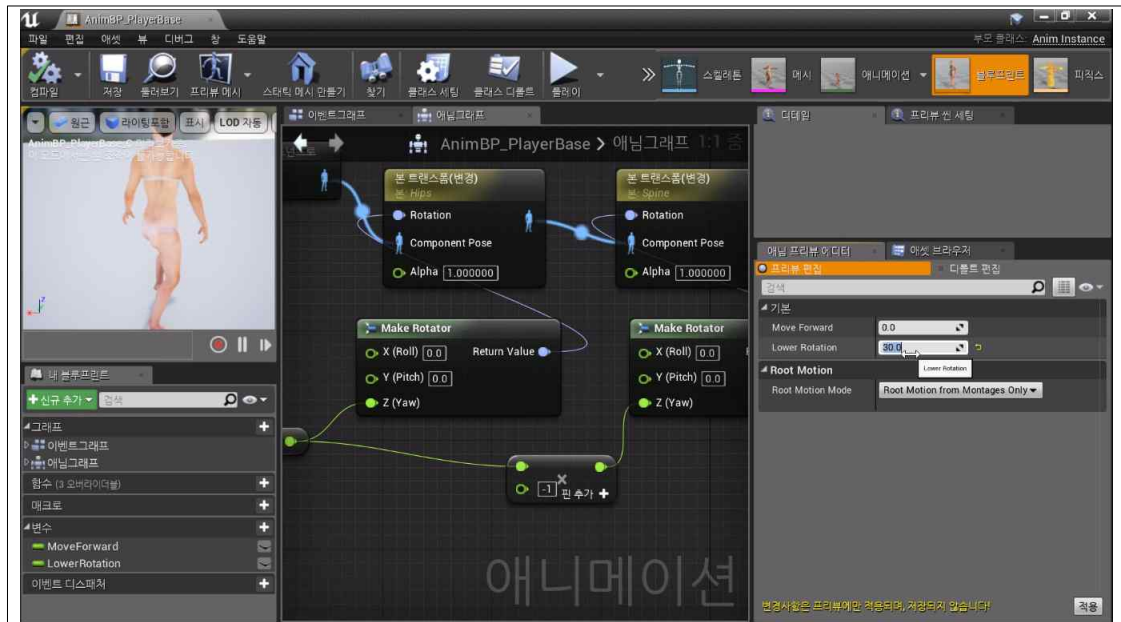 AnimBP_PlayerBase
파일 편집 애셋 뷰 디버그 창 도움말
부모 클래스: Anim Instance
컴파일 저장 둘러보기 프리뷰 메시 스태틱 메시 만들기 찾기 클래스 세팅 클래스 디폴트 플레이
스켈레톤 메시 애니메이션 블루프린트 피직스
원근 라이팅포함 표시 LOD 자동
이벤트그래프 애님그래프
디테일 프리뷰 씬 세팅
AnimBP_PlayerBase > 애님그래프 1:1
본 트랜스폼(변경)
본: Hips
Rotation
Component Pose
Alpha 1.000000
본 트랜스폼(변경)
본: Spine
Rotation
Component Pose
Alpha 1.000000
Make Rotator
X (Roll) 0.0 Return Value
Y (Pitch) 0.0
Z (Yaw)
Make Rotator
X (Roll) 0.0
Y (Pitch) 0.0
Z (Yaw)
-1 핀 추가 +
애니메이션
애님 프리뷰 에디터 애셋 브라우저
프리뷰 편집 디폴트 편집
검색
기본
Move Forward 0.0
Lower Rotation 30.0
Lower Rotation
Root Motion
Root Motion Mode Root Motion from Montages Only
변경사항은 프리뷰에만 적용되며, 저장되지 않습니다!
적용
내 블루프린트
+신규 추가 검색
그래프
이벤트그래프
애님그래프
함수 (3 오버라이더블)
매크로
변수
MoveForward
LowerRotation
이벤트 디스패처